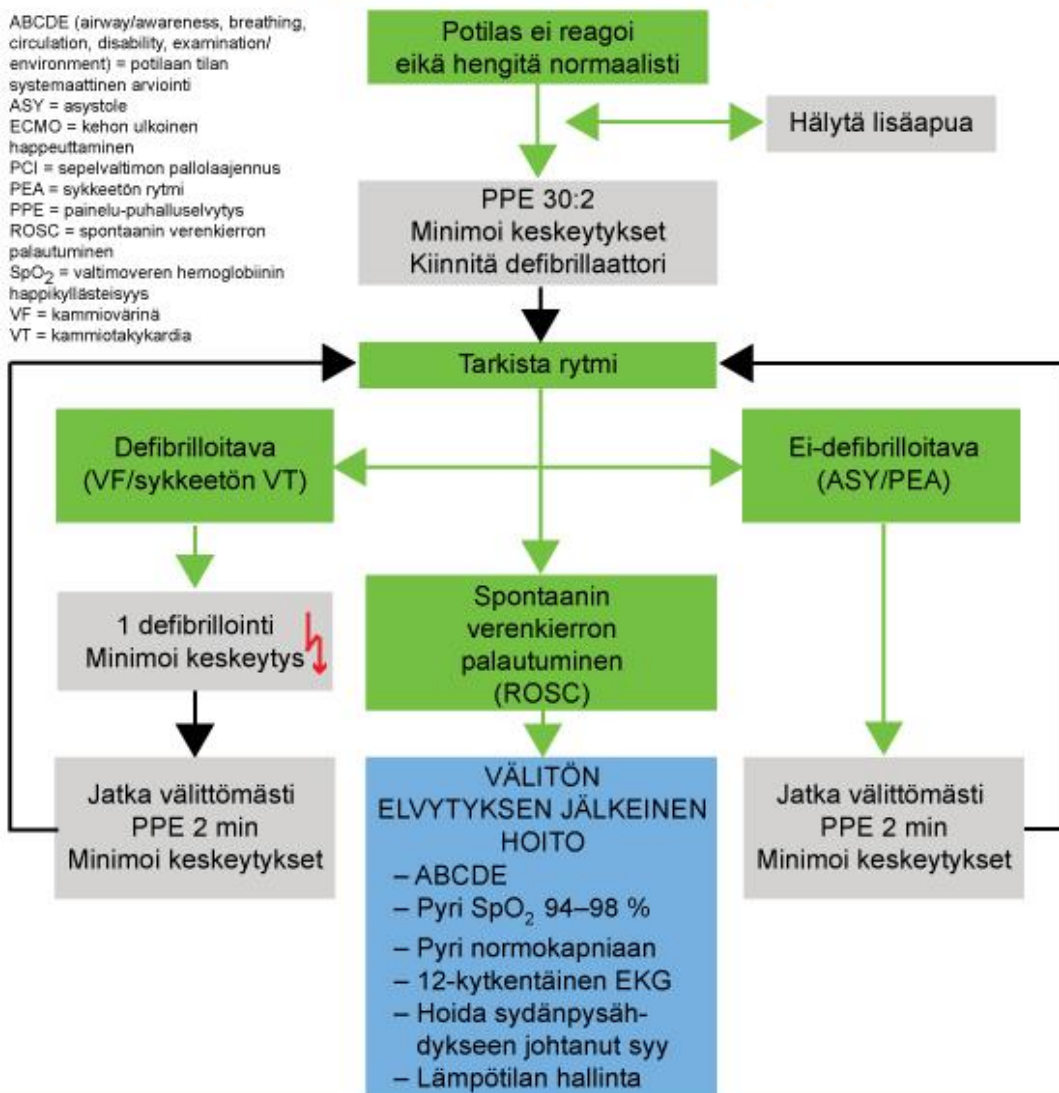 ABCDE (airway/awareness, breathing,
circulation, disability, examination/
environment) = potilaan tilan
systemaattinen arviointi
ASY = asystole
ECMO = kehon ulkoinen
happeuttaminen
PCI = sepelvaltimon pallolaajennus
PEA = sykkeetön rytmi
PPE = painelu-puhalluselvytys
ROSC = spontaanin verenkierron
palautuminen
SpO₂ = valtimoveren hemoglobiinin
happikyllästeisyys
VF = kammiovärinä
VT = kammiotakykardia
Potilas ei reagoi
eikä hengitä normaalisti
Hälytä lisäapua
PPE 30:2
Minimoi keskeytykset
Kiinnitä defibrillaattori
Tarkista rytmi
Defibrilloitava
(VF/sykkeetön VT)
Ei-defibrilloitava
(ASY/PEA)
1 defibrillointi
Minimoi keskeytys
Spontaanin
verenkierron
palautuminen
(ROSC)
Jatka välittömästi
PPE 2 min
Minimoi keskeytykset
VÄLITÖN
ELVYTYKSEN JÄLKEINEN
HOITO
– ABCDE
– Pyri SpO₂ 94–98 %
– Pyri normokapniaan
– 12-kytkentäinen EKG
– Hoida sydänpysäh-
dykseen johtanut syy
– Lämpötilan hallinta
Jatka välittömästi
PPE 2 min
Minimoi keskeytykset